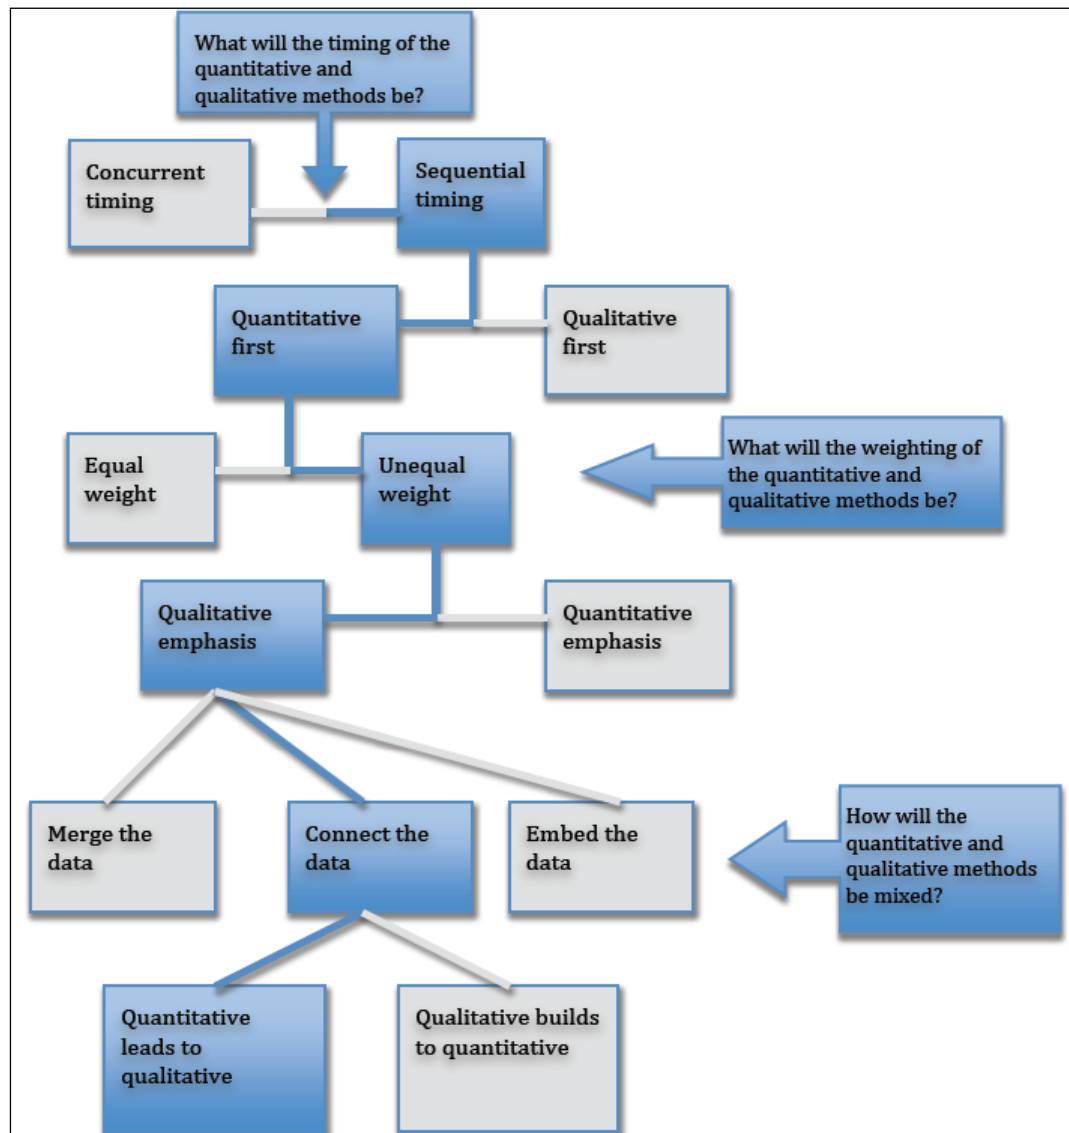 What will the timing of the
quantitative and
qualitative methods be?
Concurrent
timing
Sequential
timing
Quantitative
first
Qualitative
first
Equal
weight
Unequal
weight
What will the weighting of
the quantitative and
qualitative methods be?
Qualitative
emphasis
Quantitative
emphasis
Merge the
data
Connect the
data
Embed the
data
How will the
quantitative and
qualitative methods
be mixed?
Quantitative
leads to
qualitative
Qualitative builds
to quantitative